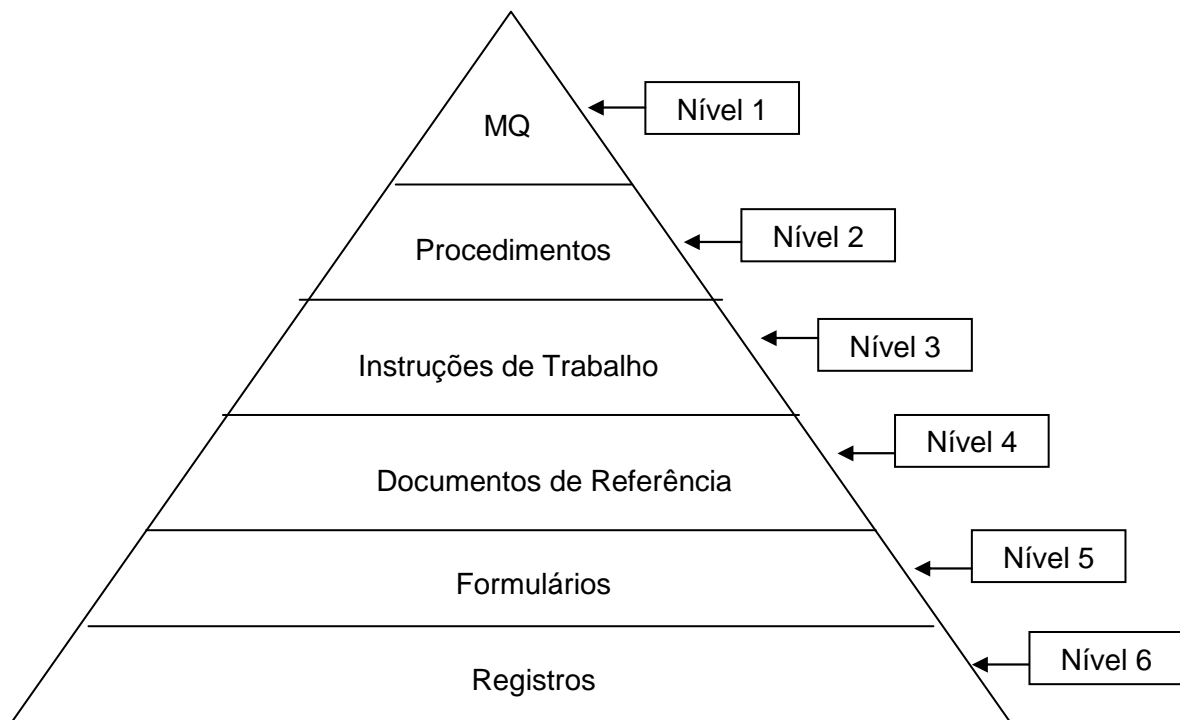 MQ
Nível 1
Procedimentos
Nível 2
Instruções de Trabalho
Nível 3
Documentos de Referência
Nível 4
Formulários
Nível 5
Registros
Nível 6